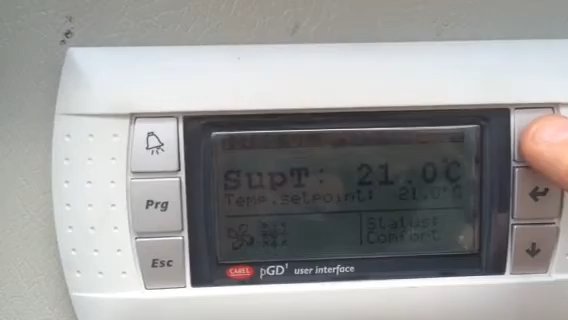 SupT: 21.0°C
Temp.setpoint: 21.0°C
Status:
Comfort
Prg
Esc
CAREL pGD¹ user interface